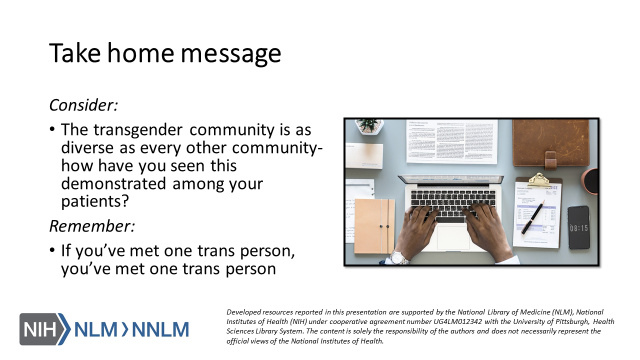 Take home message
Consider:
• The transgender community is as
diverse as every other community-
how have you seen this
demonstrated among your
patients?
Remember:
• If you've met one trans person,
you've met one trans person
08:15
NIH NLM NNLM
Developed resources reported in this presentation are supported by the National Library of Medicine (NLM), National
Institutes of Health (NIH) under cooperative agreement number UG4LM012342 with the University of Pittsburgh, Health
Sciences Library System. The content is solely the responsibility of the authors and does not necessarily represent the
official views of the National Institutes of Health.